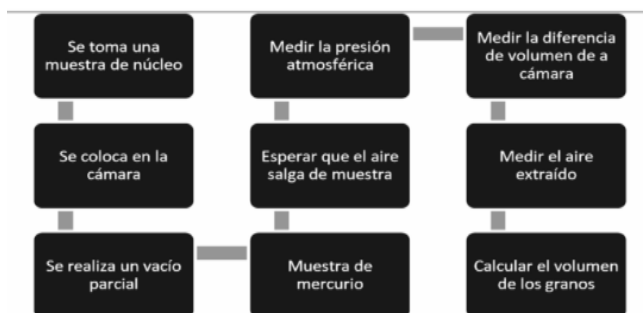 Se toma una
muestra de núcleo
Se coloca en la
cámara
Se realiza un vacío
parcial
Muestra de
mercurio
Esperar que el aire
salga de muestra
Medir la presión
atmosférica
Medir la diferencia
de volumen de a
cámara
Medir el aire
extraído
Calcular el volumen
de los granos